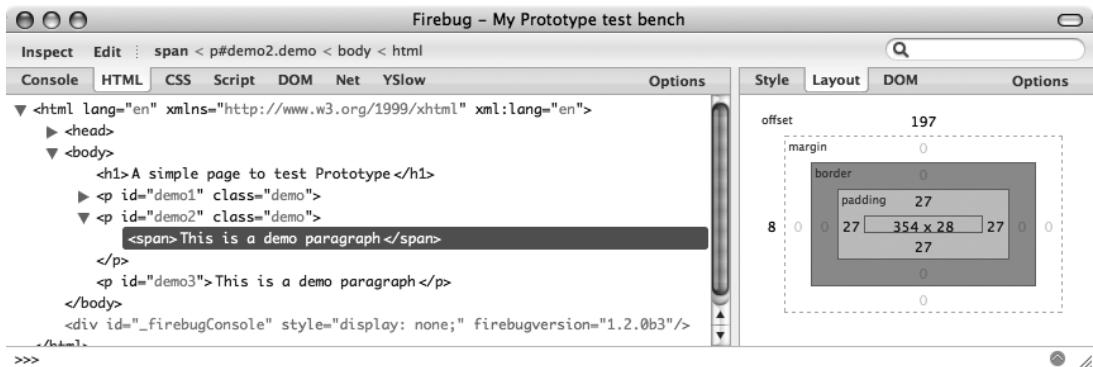 Firebug – My Prototype test bench
Inspect Edit span < p#demo2.demo < body < html
Console HTML CSS Script DOM Net YSlow Options
<html lang="en" xmlns="http://www.w3.org/1999/xhtml" xml:lang="en">
<head>
<body>
<h1>A simple page to test Prototype</h1>
<p id="demo1" class="demo">
<p id="demo2" class="demo">
<span>This is a demo paragraph</span>
</p>
<p id="demo3">This is a demo paragraph</p>
</body>
<div id="_firebugConsole" style="display: none;" firebugversion="1.2.0b3"/>
</html>
>>>
Style Layout DOM Options
offset 197
margin 0
border 0
padding 27
8 0 0 27 354 x 28 27 0 0
27
0
0